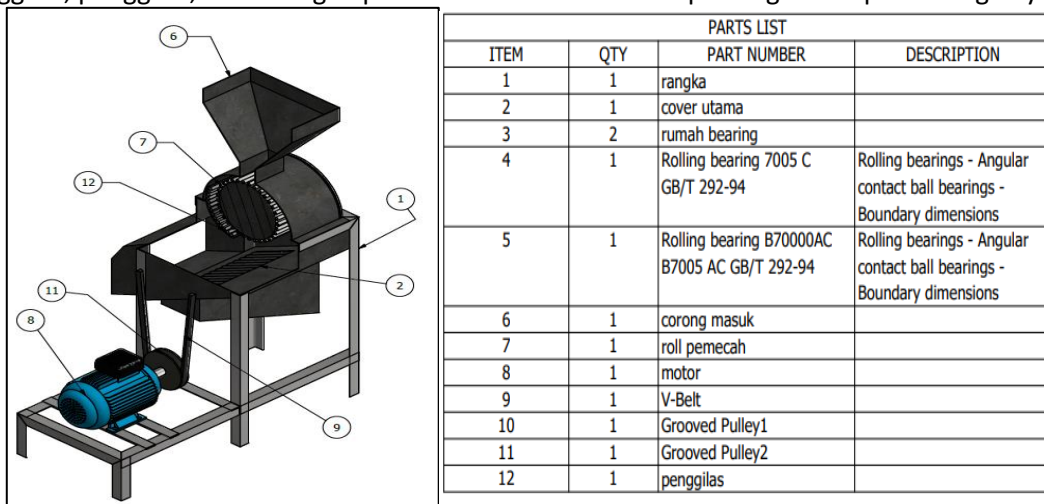 6
7
12
1
11
2
8
9
PARTS LIST
ITEM QTY PART NUMBER DESCRIPTION
1 1 rangka
2 1 cover utama
3 2 rumah bearing
4 1 Rolling bearing 7005 C Rolling bearings - Angular
GB/T 292-94 contact ball bearings -
Boundary dimensions
5 1 Rolling bearing B70000AC Rolling bearings - Angular
B7005 AC GB/T 292-94 contact ball bearings -
Boundary dimensions
6 1 corong masuk
7 1 roll pemecah
8 1 motor
9 1 V-Belt
10 1 Grooved Pulley1
11 1 Grooved Pulley2
12 1 penggilas